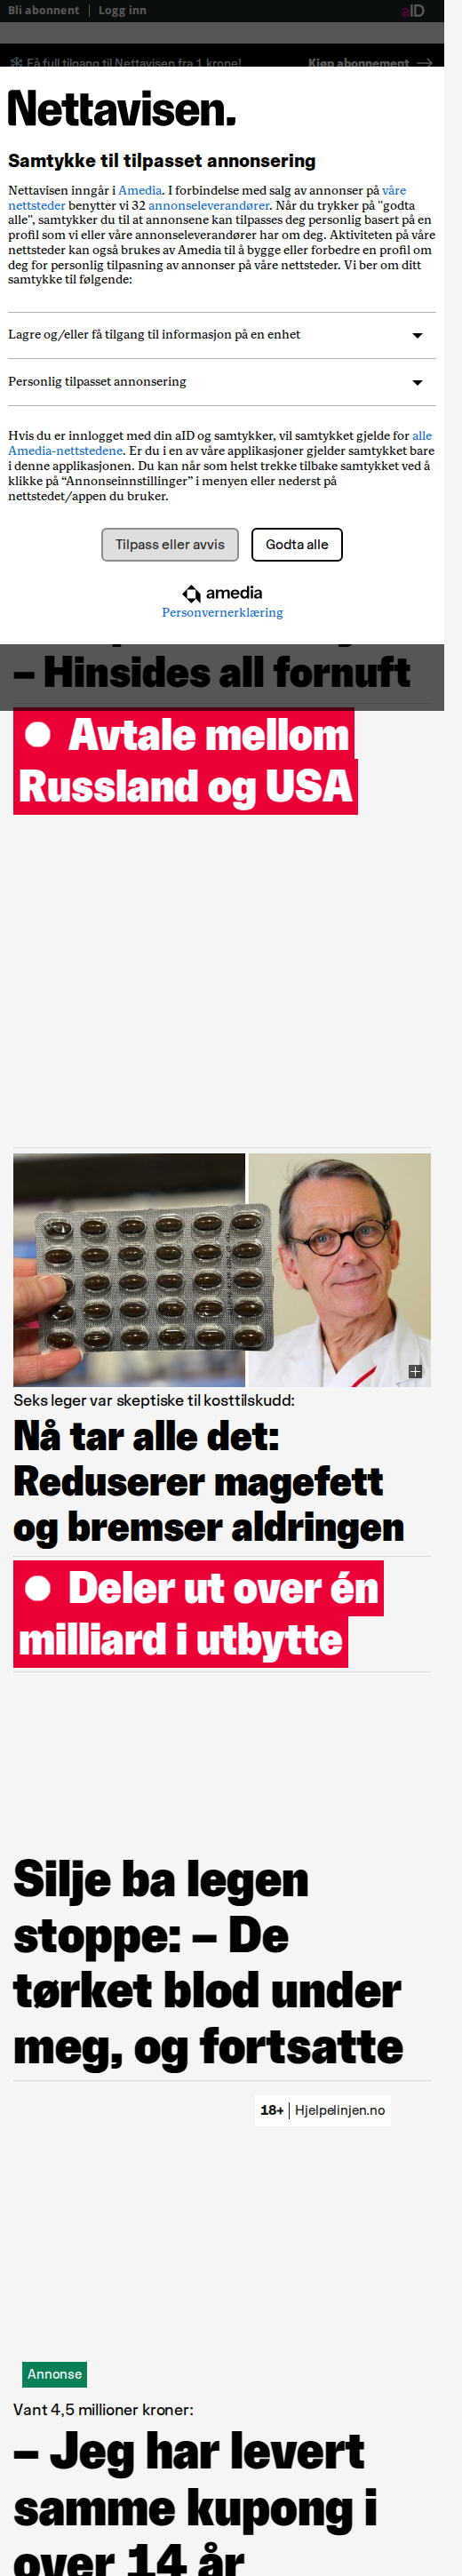 Bli abonnent | Logg inn
aID
Få full tilgang til Nettavisen fra 1 krone!
Kjøp abonnement →
Nettavisen.
Samtykke til tilpasset annonsering
Nettavisen inngår i Amedia. I forbindelse med salg av annonser på våre
nettsteder benytter vi 32 annonseleverandører. Når du trykker på "godta
alle", samtykker du til at annonsene kan tilpasses deg personlig basert på en
profil som vi eller våre annonseleverandører har om deg. Aktiviteten på våre
nettsteder kan også brukes av Amedia til å bygge eller forbedre en profil om
deg for personlig tilpasning av annonser på våre nettsteder. Vi ber om ditt
samtykke til følgende:
Lagre og/eller få tilgang til informasjon på en enhet
Personlig tilpasset annonsering
Hvis du er innlogget med din aID og samtykker, vil samtykket gjelde for alle
Amedia-nettstedene. Er du i en av våre applikasjoner gjelder samtykket bare
i denne applikasjonen. Du kan når som helst trekke tilbake samtykket ved å
klikke på “Annonseinnstillinger” i menyen eller nederst på
nettstedet/appen du bruker.
Tilpass eller avvis
Godta alle
amedia
Personvernerklæring
– Hinsides all fornuft
Avtale mellom
Russland og USA
Seks leger var skeptiske til kosttilskudd:
Nå tar alle det:
Reduserer magefett
og bremser aldringen
Deler ut over én
milliard i utbytte
Silje ba legen
stoppe: – De
tørket blod under
meg, og fortsatte
18+ | Hjelpelinjen.no
Annonse
Vant 4,5 millioner kroner:
– Jeg har levert
samme kupong i
over 14 år